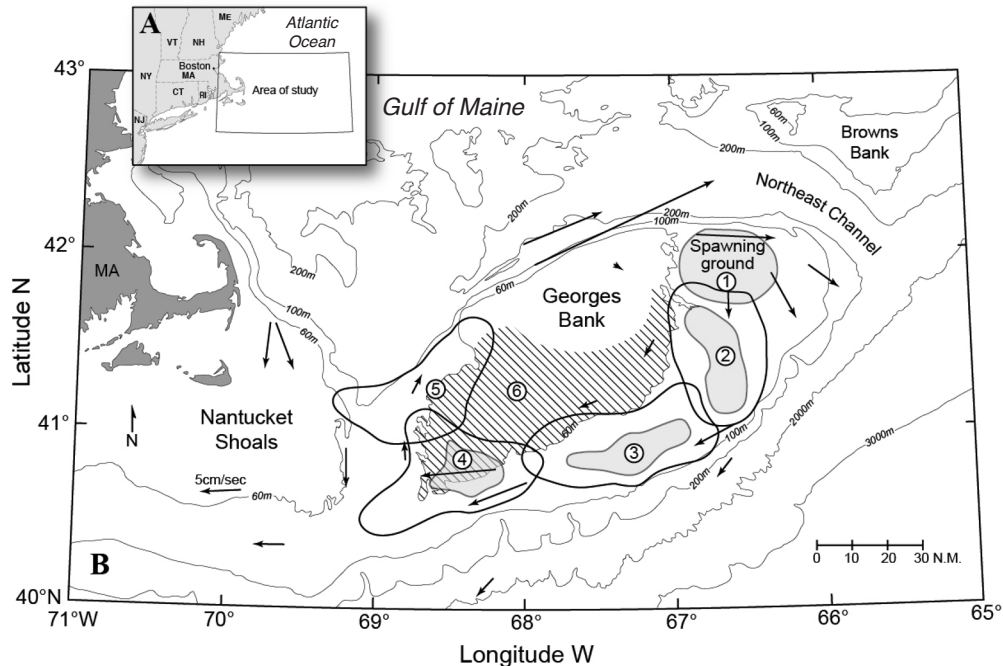 A
ME
VT
NH
Atlantic
Ocean
Boston
NY
MA
Area of study
CT
RI
NJ
43°
Gulf of Maine
60m
100m
200m
Browns
Bank
Northeast Channel
200m
200m
100m
200m
42°
Spawning
ground
1
MA
60m
Georges
Bank
100m
60m
2
5
6
Latitude N
41°
Nantucket
Shoals
N
60m
3
100m
2000m
3000m
4
200m
5cm/sec
60m
B
0 10 20 30 N.M.
40°N
71°W
70°
69°
68°
67°
66°
65°
Longitude W